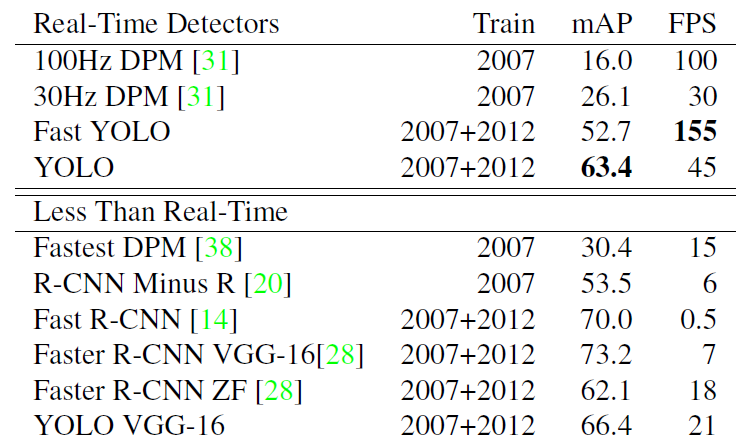 Real-Time Detectors Train mAP FPS
100Hz DPM [31] 2007 16.0 100
30Hz DPM [31] 2007 26.1 30
Fast YOLO 2007+2012 52.7 155
YOLO 2007+2012 63.4 45
Less Than Real-Time
Fastest DPM [38] 2007 30.4 15
R-CNN Minus R [20] 2007 53.5 6
Fast R-CNN [14] 2007+2012 70.0 0.5
Faster R-CNN VGG-16[28] 2007+2012 73.2 7
Faster R-CNN ZF [28] 2007+2012 62.1 18
YOLO VGG-16 2007+2012 66.4 21